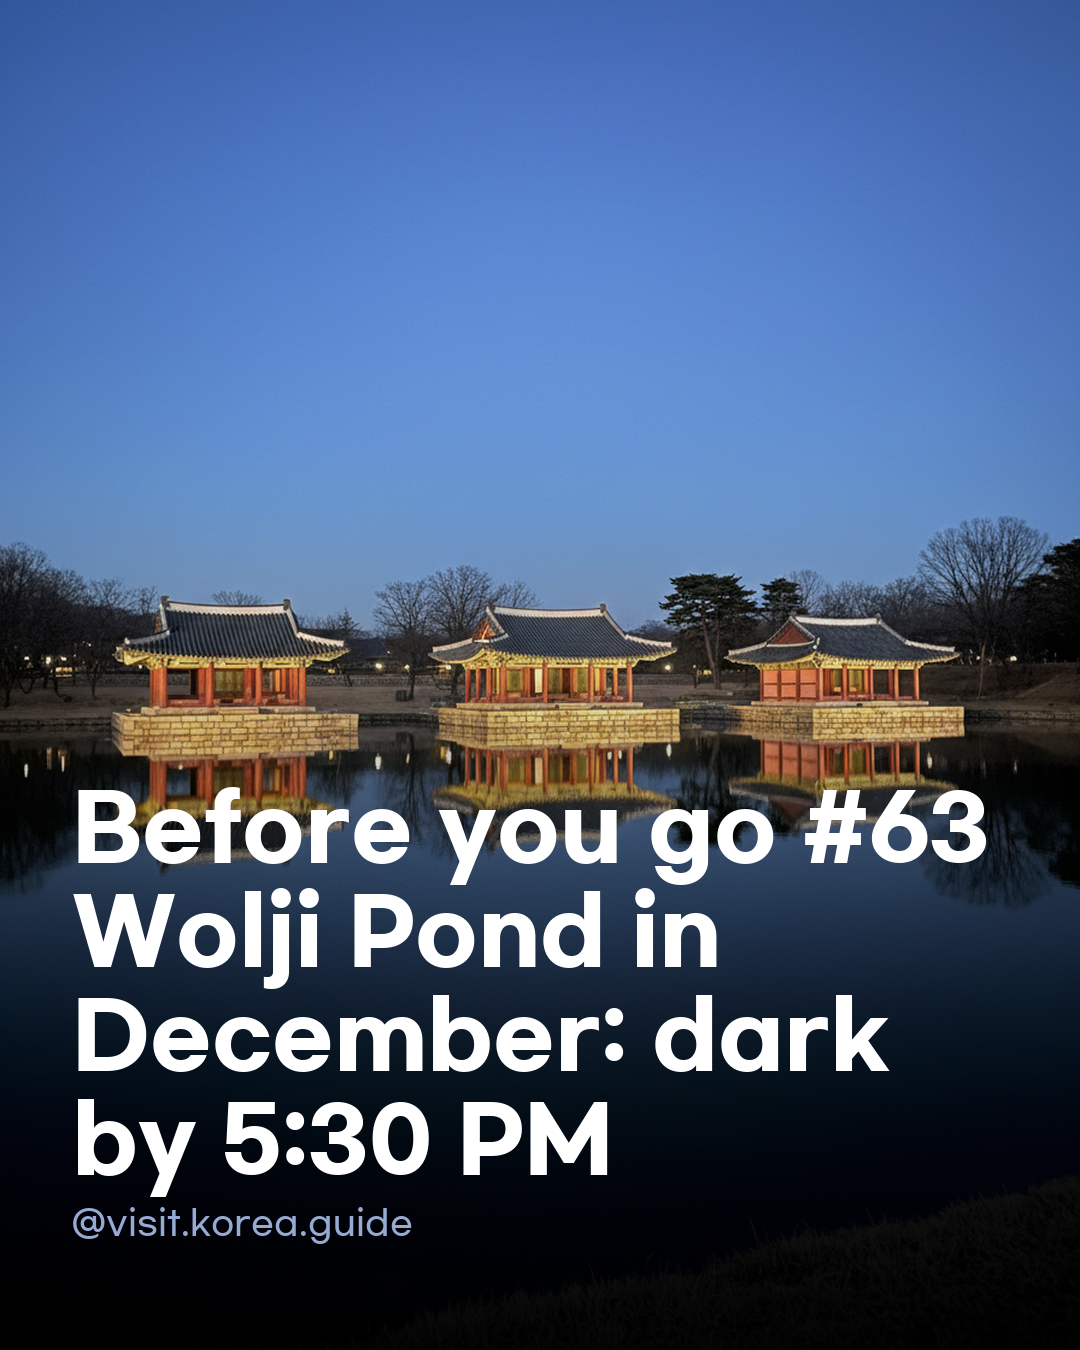 Before you go #63
Wolji Pond in
December: dark
by 5:30 PM
@visit.korea.guide